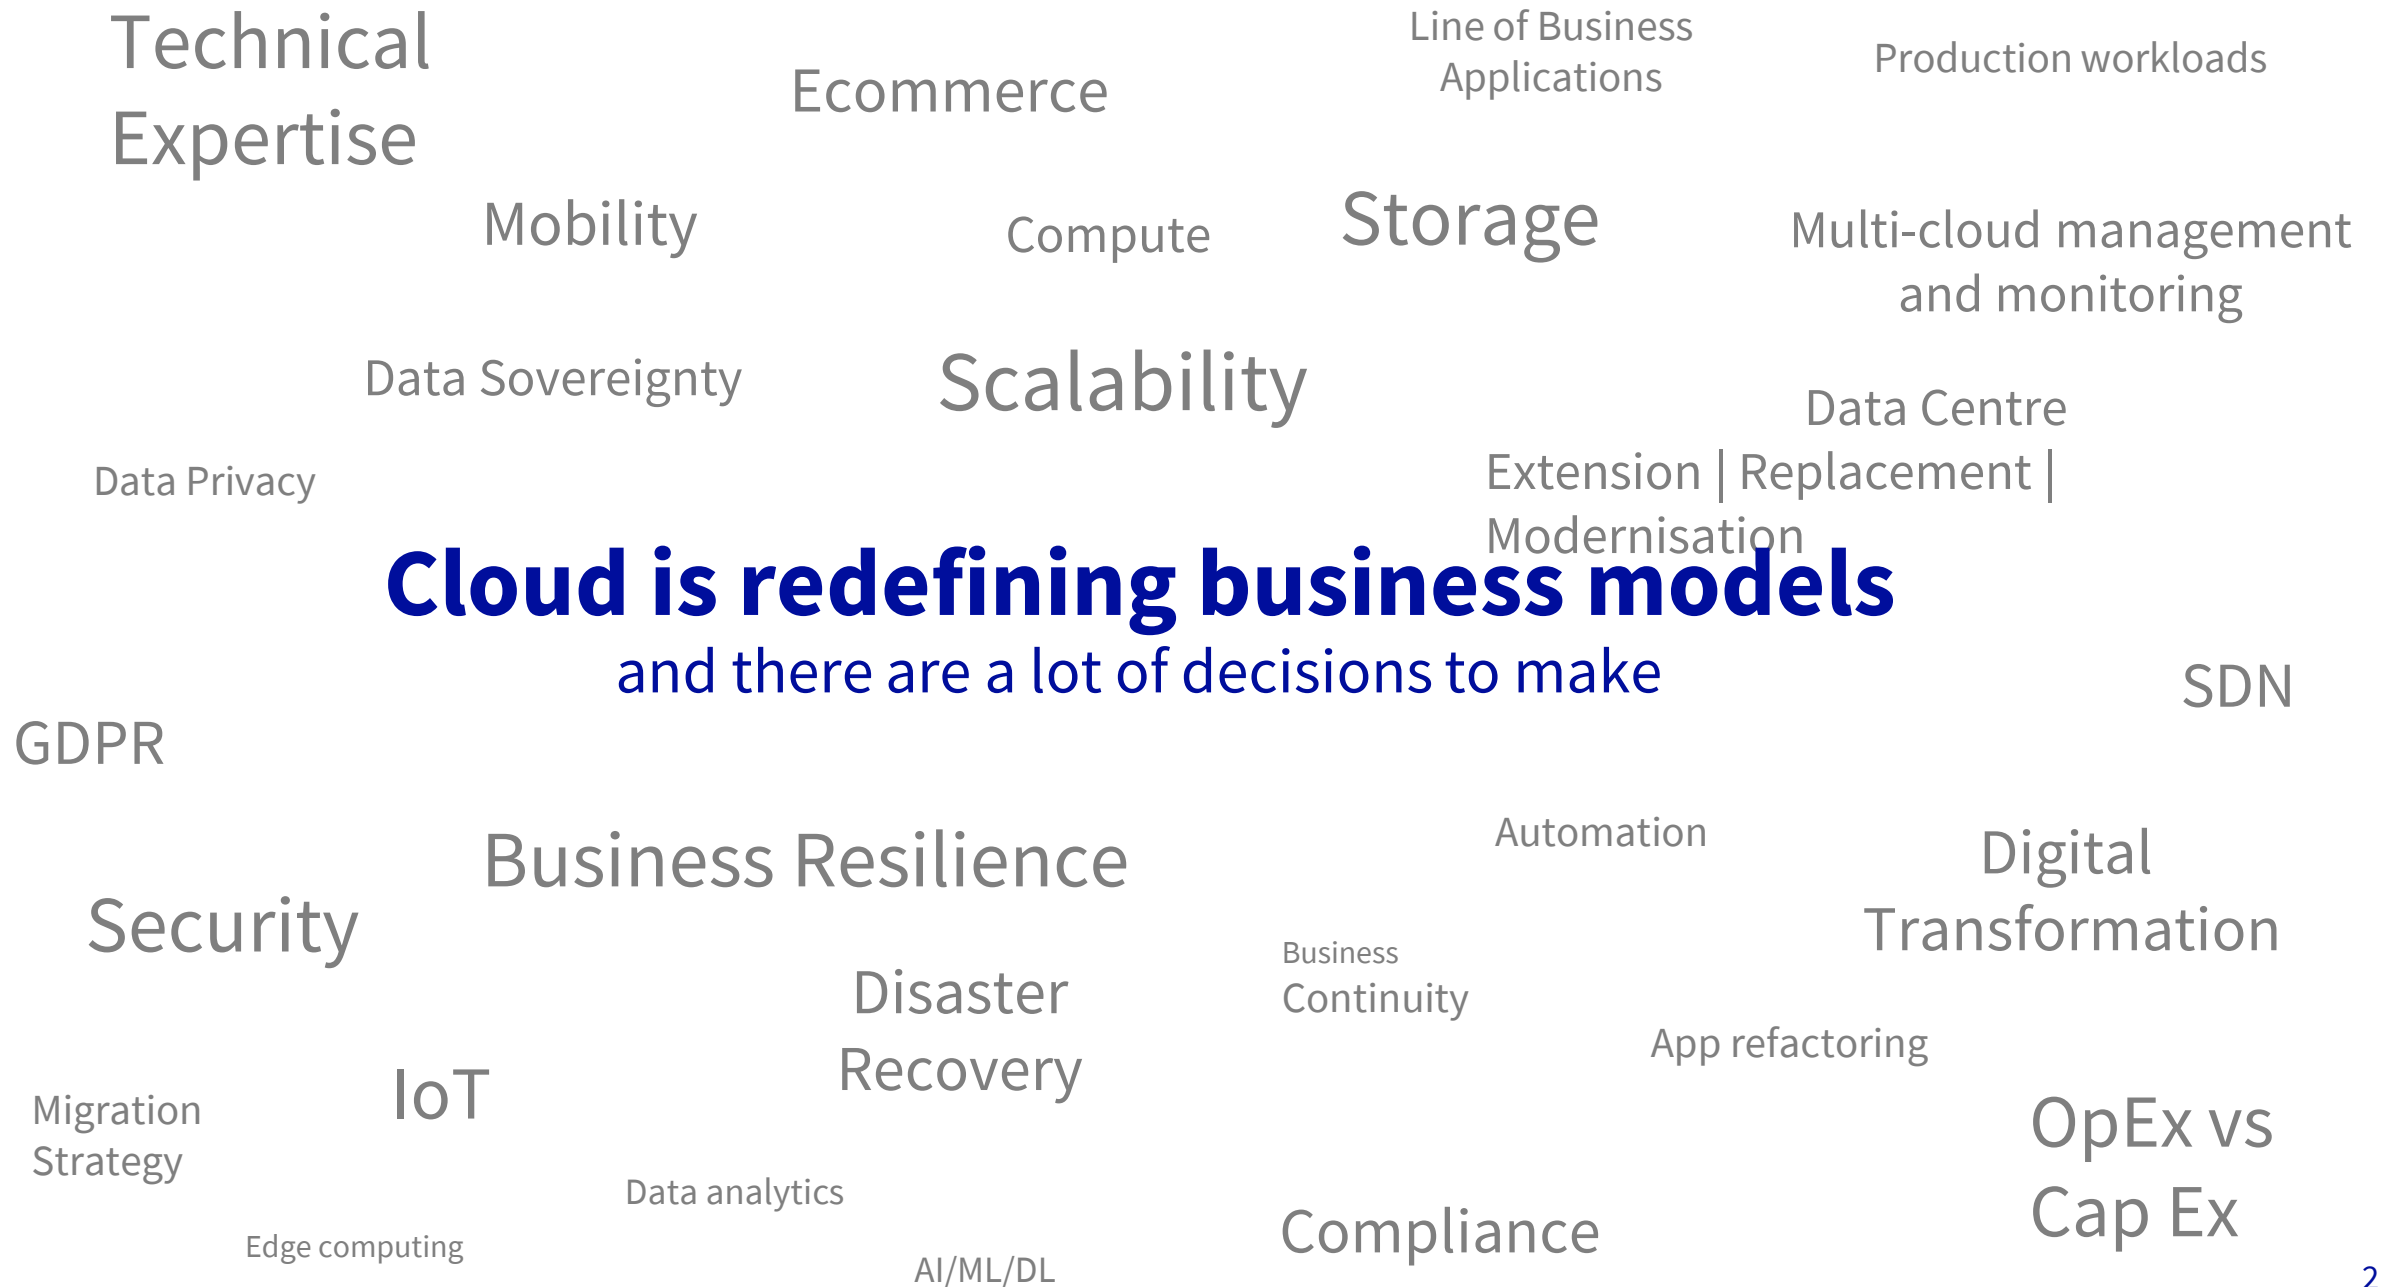 Technical
Expertise
Ecommerce
Line of Business
Applications
Production workloads
Mobility
Compute
Storage
Multi-cloud management
and monitoring
Data Sovereignty
Scalability
Data Centre
Extension | Replacement |
Modernisation
Data Privacy
Cloud is redefining business models
and there are a lot of decisions to make
SDN
GDPR
Business Resilience
Automation
Digital
Transformation
Security
Disaster
Recovery
Business
Continuity
App refactoring
IoT
Migration
Strategy
OpEx vs
Cap Ex
Data analytics
Compliance
Edge computing
AI/ML/DL
2